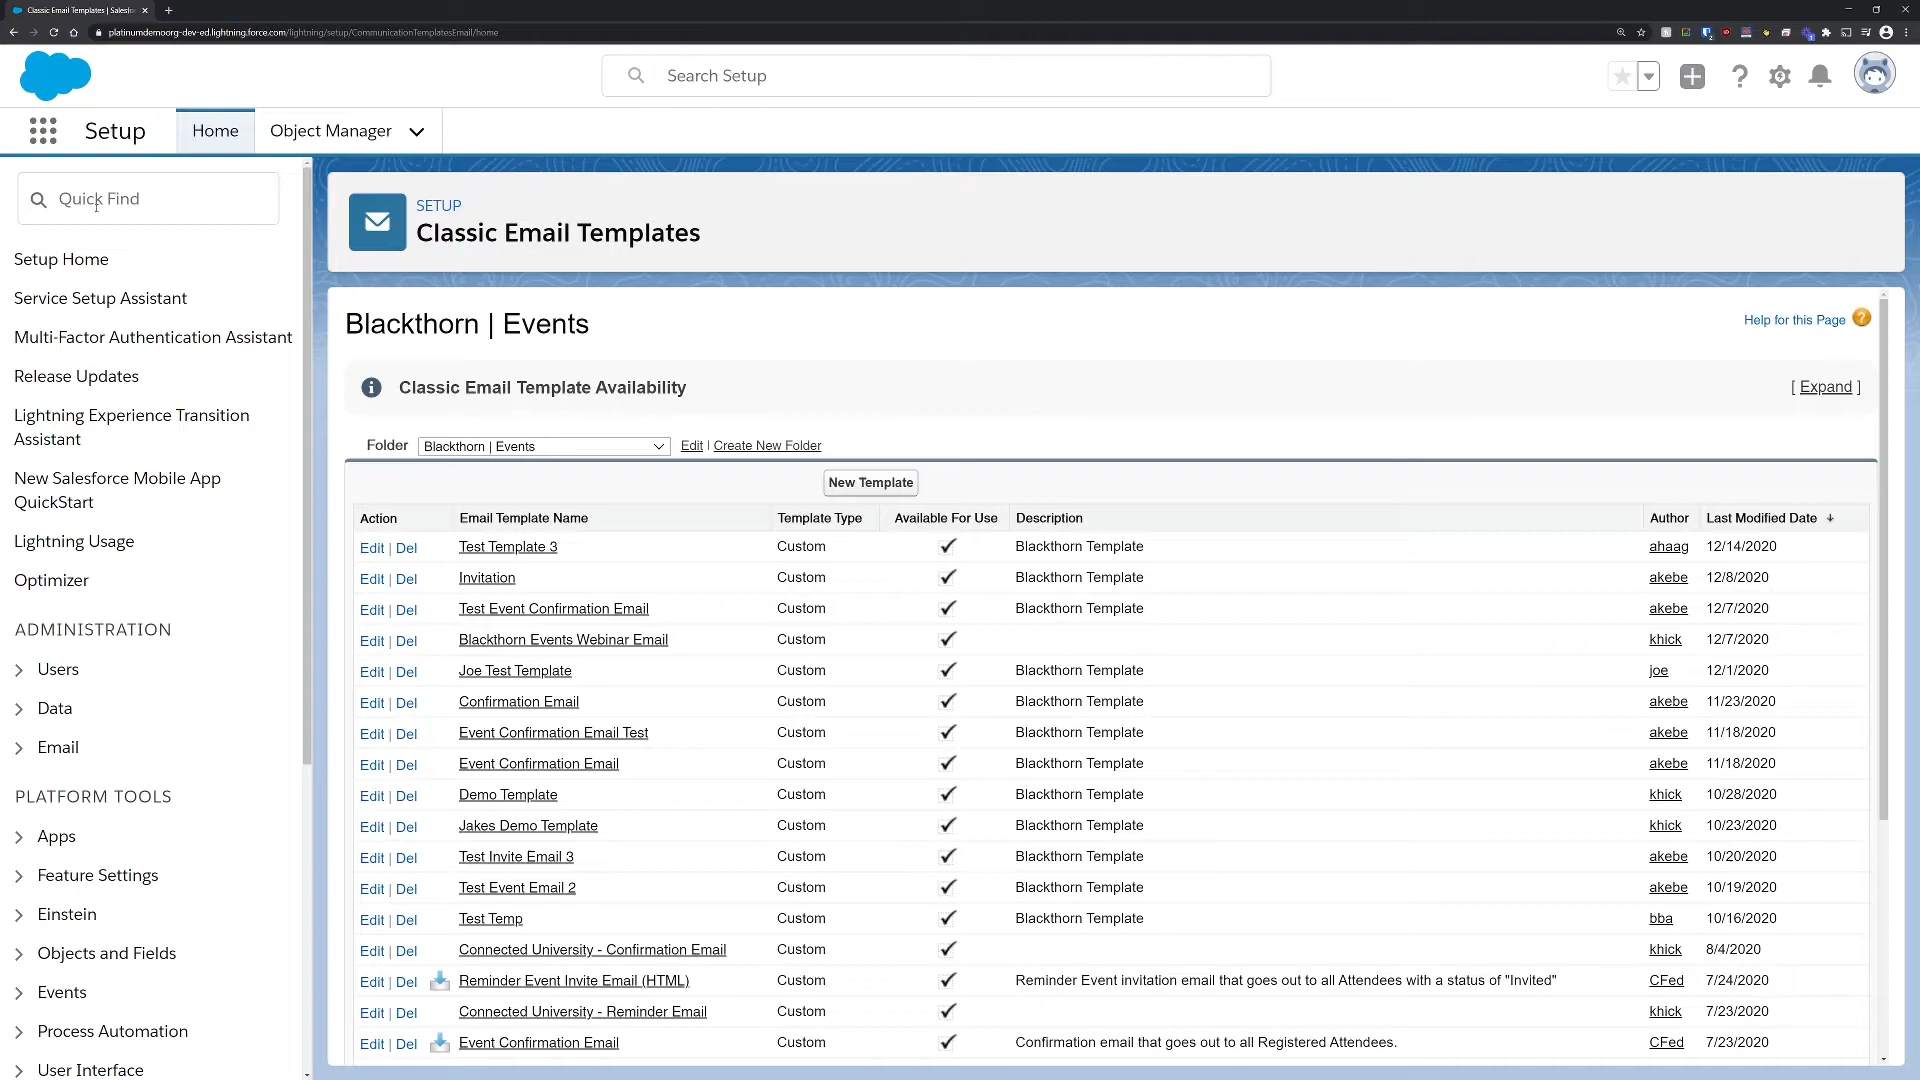 Classic Email Templates | Salesfo
platinumdemoorg-dev-ed.lightning.force.com/lightning/setup/CommunicationTemplatesEmail/home
Search Setup
Setup
Home
Object Manager
Quick Find
Setup Home
Service Setup Assistant
Multi-Factor Authentication Assistant
Release Updates
Lightning Experience Transition
Assistant
New Salesforce Mobile App
QuickStart
Lightning Usage
Optimizer
ADMINISTRATION
Users
Data
Email
PLATFORM TOOLS
Apps
Feature Settings
Einstein
Objects and Fields
Events
Process Automation
User Interface
SETUP
Classic Email Templates
Blackthorn | Events
Help for this Page ?
Classic Email Template Availability
[ Expand ]
Folder Blackthorn | Events Edit | Create New Folder
New Template
Action Email Template Name Template Type Available For Use Description Author Last Modified Date
Edit | Del Test Template 3 Custom Blackthorn Template ahaag 12/14/2020
Edit | Del Invitation Custom Blackthorn Template akebe 12/8/2020
Edit | Del Test Event Confirmation Email Custom Blackthorn Template akebe 12/7/2020
Edit | Del Blackthorn Events Webinar Email Custom khick 12/7/2020
Edit | Del Joe Test Template Custom Blackthorn Template joe 12/1/2020
Edit | Del Confirmation Email Custom Blackthorn Template akebe 11/23/2020
Edit | Del Event Confirmation Email Test Custom Blackthorn Template akebe 11/18/2020
Edit | Del Event Confirmation Email Custom Blackthorn Template akebe 11/18/2020
Edit | Del Demo Template Custom Blackthorn Template khick 10/28/2020
Edit | Del Jakes Demo Template Custom Blackthorn Template khick 10/23/2020
Edit | Del Test Invite Email 3 Custom Blackthorn Template akebe 10/20/2020
Edit | Del Test Event Email 2 Custom Blackthorn Template akebe 10/19/2020
Edit | Del Test Temp Custom Blackthorn Template bba 10/16/2020
Edit | Del Connected University - Confirmation Email Custom khick 8/4/2020
Edit | Del Reminder Event Invite Email (HTML) Custom Reminder Event invitation email that goes out to all Attendees with a status of "Invited" CFed 7/24/2020
Edit | Del Connected University - Reminder Email Custom khick 7/23/2020
Edit | Del Event Confirmation Email Custom Confirmation email that goes out to all Registered Attendees. CFed 7/23/2020